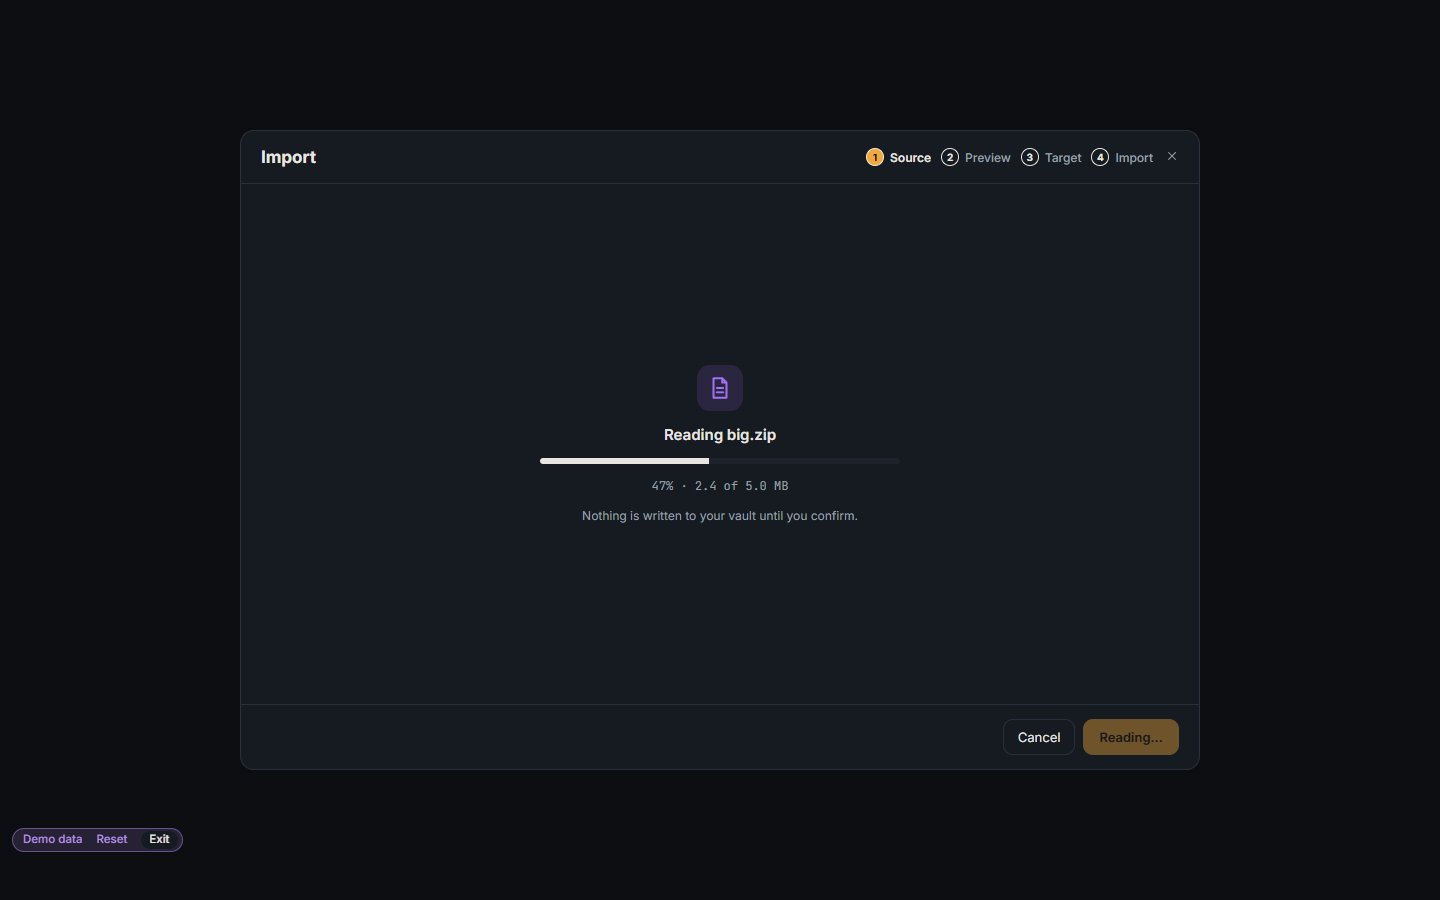 Import
1 Source 2 Preview 3 Target 4 Import
Reading big.zip
47% · 2.4 of 5.0 MB
Nothing is written to your vault until you confirm.
Cancel Reading...
Demo data Reset Exit